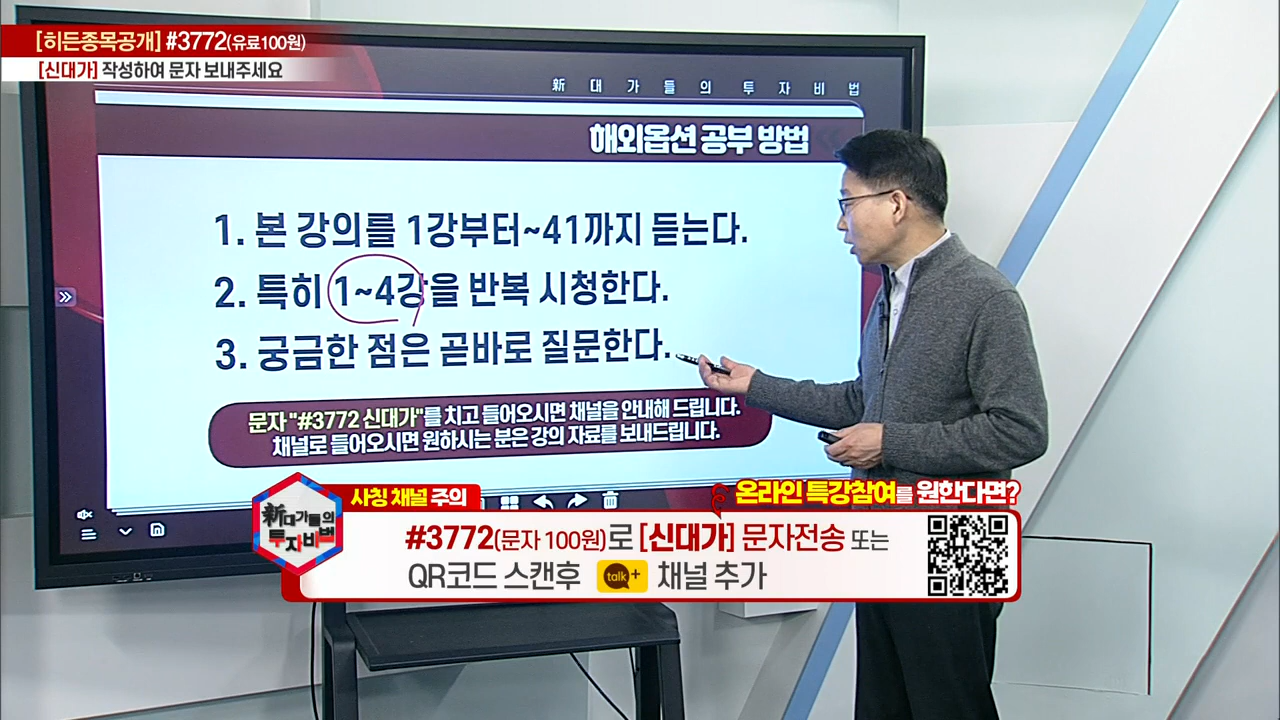 [히든종목공개] #3772(유료100원)
[신대가] 작성하여 문자 보내주세요
新대가들의 투자비법
해외옵션 공부 방법
1. 본 강의를 1강부터~41까지 듣는다.
2. 특히 1~4강을 반복 시청한다.
3. 궁금한 점은 곧바로 질문한다.
문자 "#3772 신대가"를 치고 들어오시면 채널을 안내해 드립니다.
채널로 들어오시면 원하시는 분은 강의 자료를 보내드립니다.
사칭 채널 주의
온라인 특강참여를 원한다면?
新대가들의
투자비법
#3772(문자 100원)로 [신대가] 문자전송 또는
QR코드 스캔후 talk+ 채널 추가